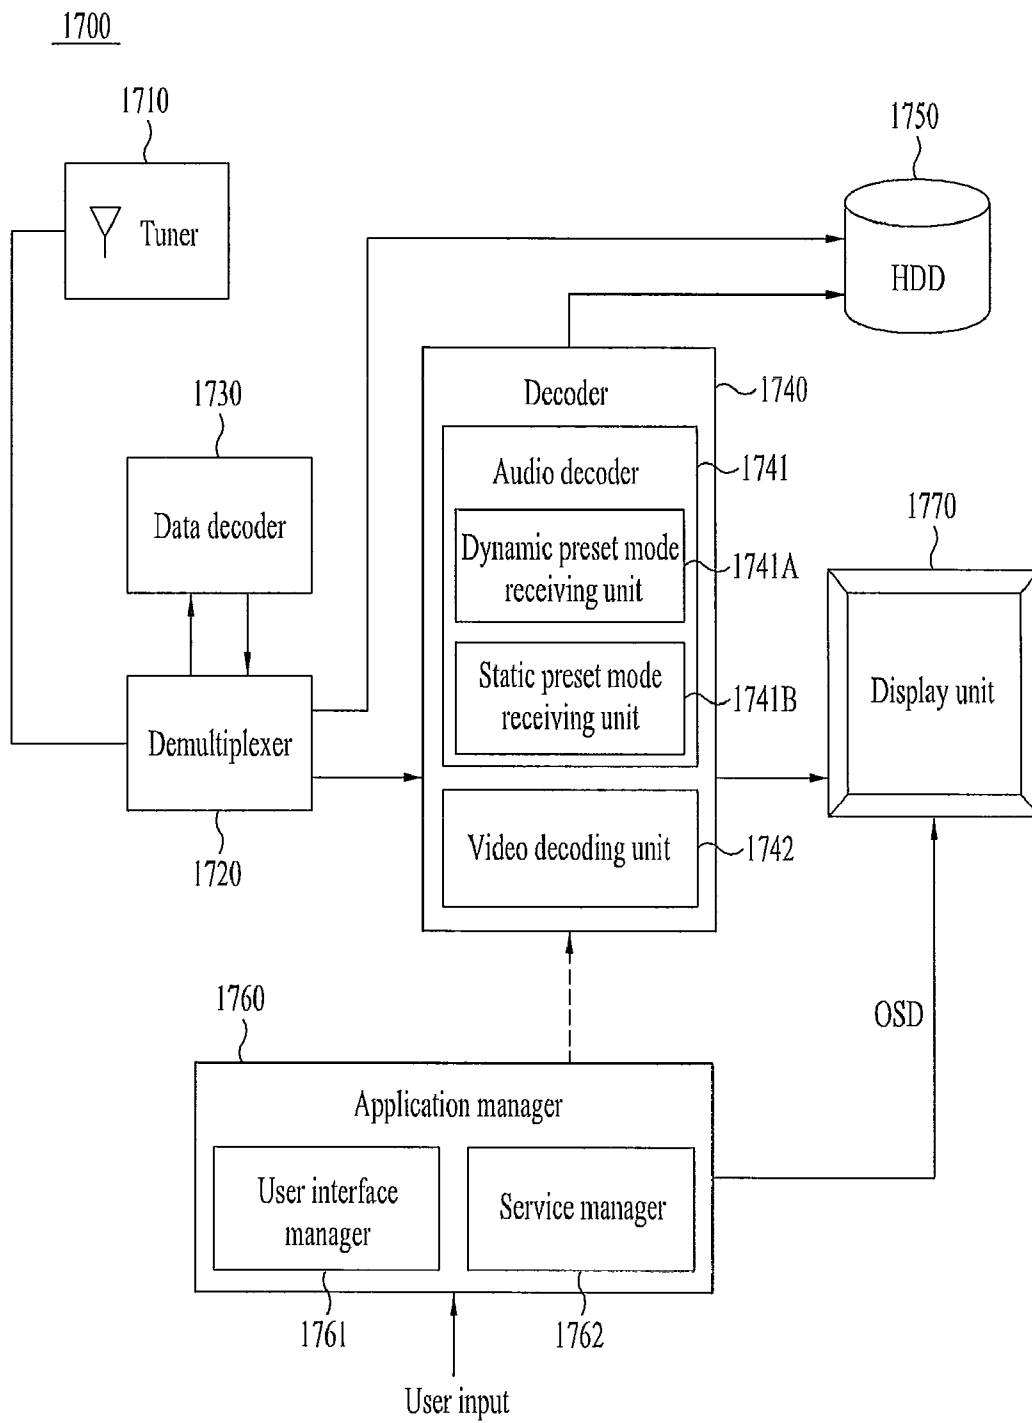 1700
1710
Tuner
1750
HDD
1730
Data decoder
Decoder
1740
Audio decoder
1741
Dynamic preset mode
receiving unit
1741A
Static preset mode
receiving unit
1741B
1770
Display unit
Demultiplexer
1720
Video decoding unit
1742
1760
OSD
Application manager
User interface
manager
Service manager
1761
1762
User input